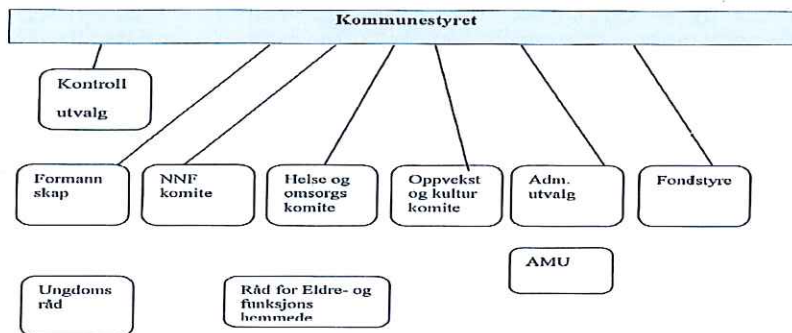 Kommunestyret
Kontroll
utvalg
Formann
skap
NNF
komite
Helse og
omsorgs
komite
Oppvekst
og kultur
komite
Adm.
utvalg
Fondstyre
AMU
Ungdoms
råd
Råd for Eldre- og
funksjons
hemmede